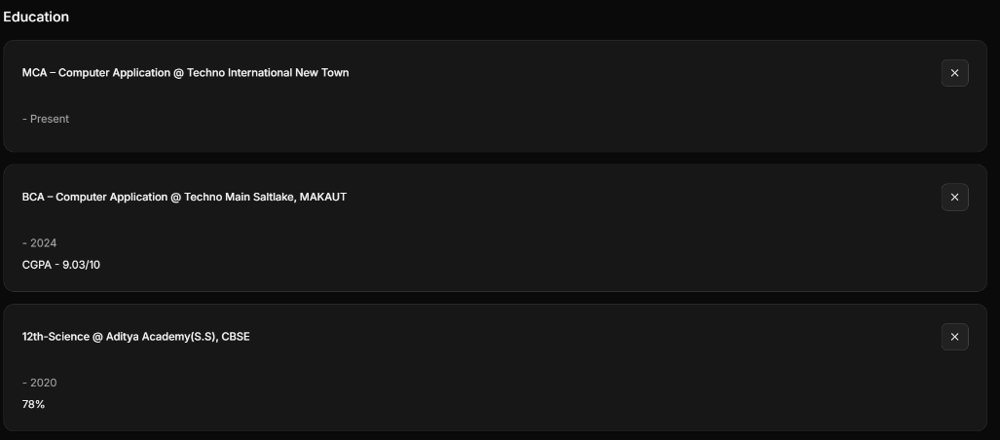 Education
MCA – Computer Application @ Techno International New Town
- Present
BCA – Computer Application @ Techno Main Saltlake, MAKAUT
- 2024
CGPA - 9.03/10
12th-Science @ Aditya Academy(S.S), CBSE
- 2020
78%